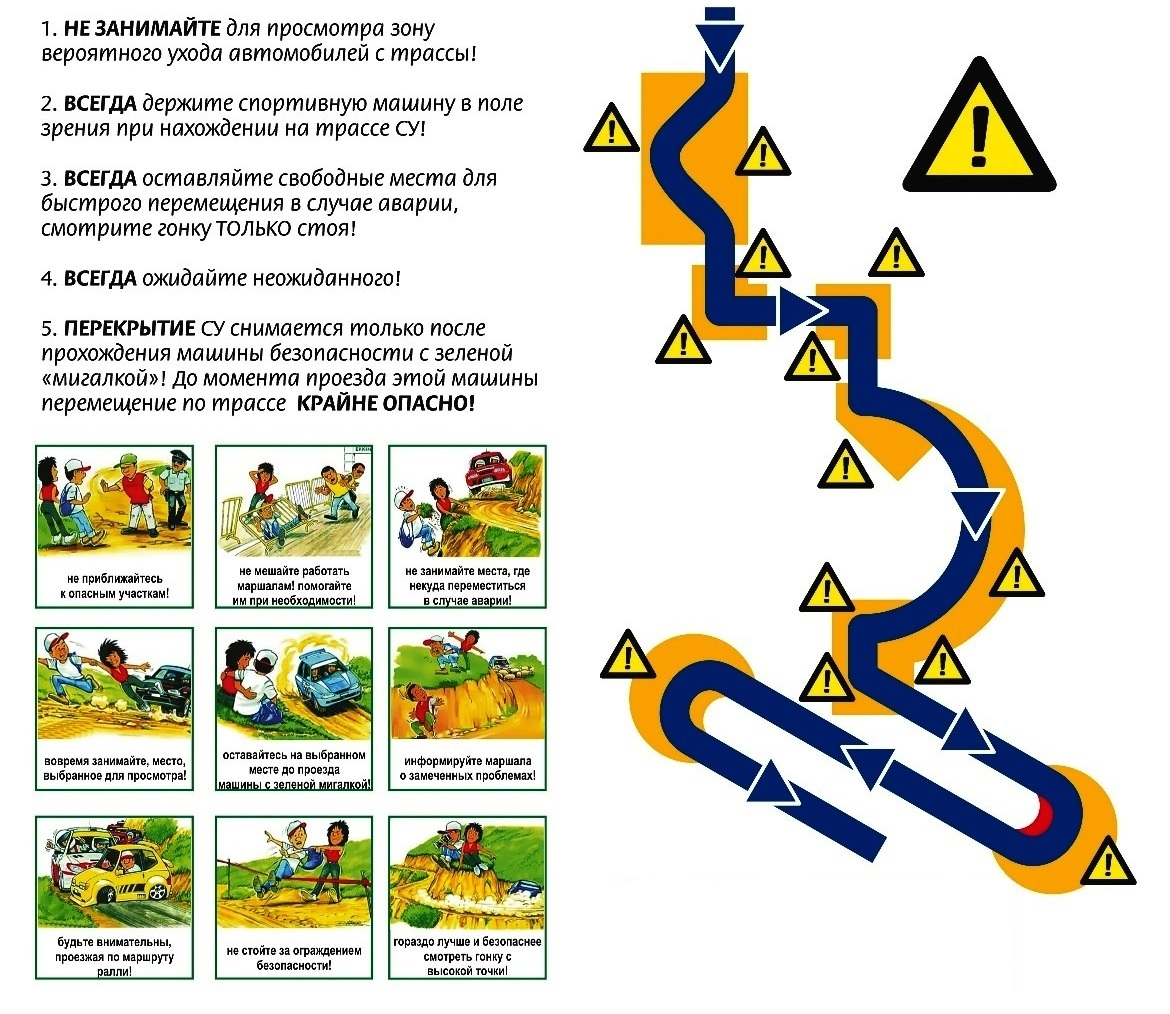 1. НЕ ЗАНИМАЙТЕ для просмотра зону
вероятного ухода автомобилей с трассы!
2. ВСЕГДА держите спортивную машину в поле
зрения при нахождении на трассе СУ!
3. ВСЕГДА оставляйте свободные места для
быстрого перемещения в случае аварии,
смотрите гонку ТОЛЬКО стоя!
4. ВСЕГДА ожидайте неожиданного!
5. ПЕРЕКРЫТИЕ СУ снимается только после
прохождения машины безопасности с зеленой
«мигалкой»! До момента проезда этой машины
перемещение по трассе КРАЙНЕ ОПАСНО!
не приближайтесь
к опасным участкам!
не мешайте работать
маршалам! помогайте
им при необходимости!
не занимайте места, где
некуда переместиться
в случае аварии!
вовремя занимайте, место,
выбранное для просмотра!
оставайтесь на выбранном
месте до проезда
машины с зеленой мигалкой!
информируйте маршала
о замеченных проблемах!
будьте внимательны,
проезжая по маршруту
ралли!
не стойте за ограждением
безопасности!
гораздо лучше и безопаснее
смотреть гонку с
высокой точки!